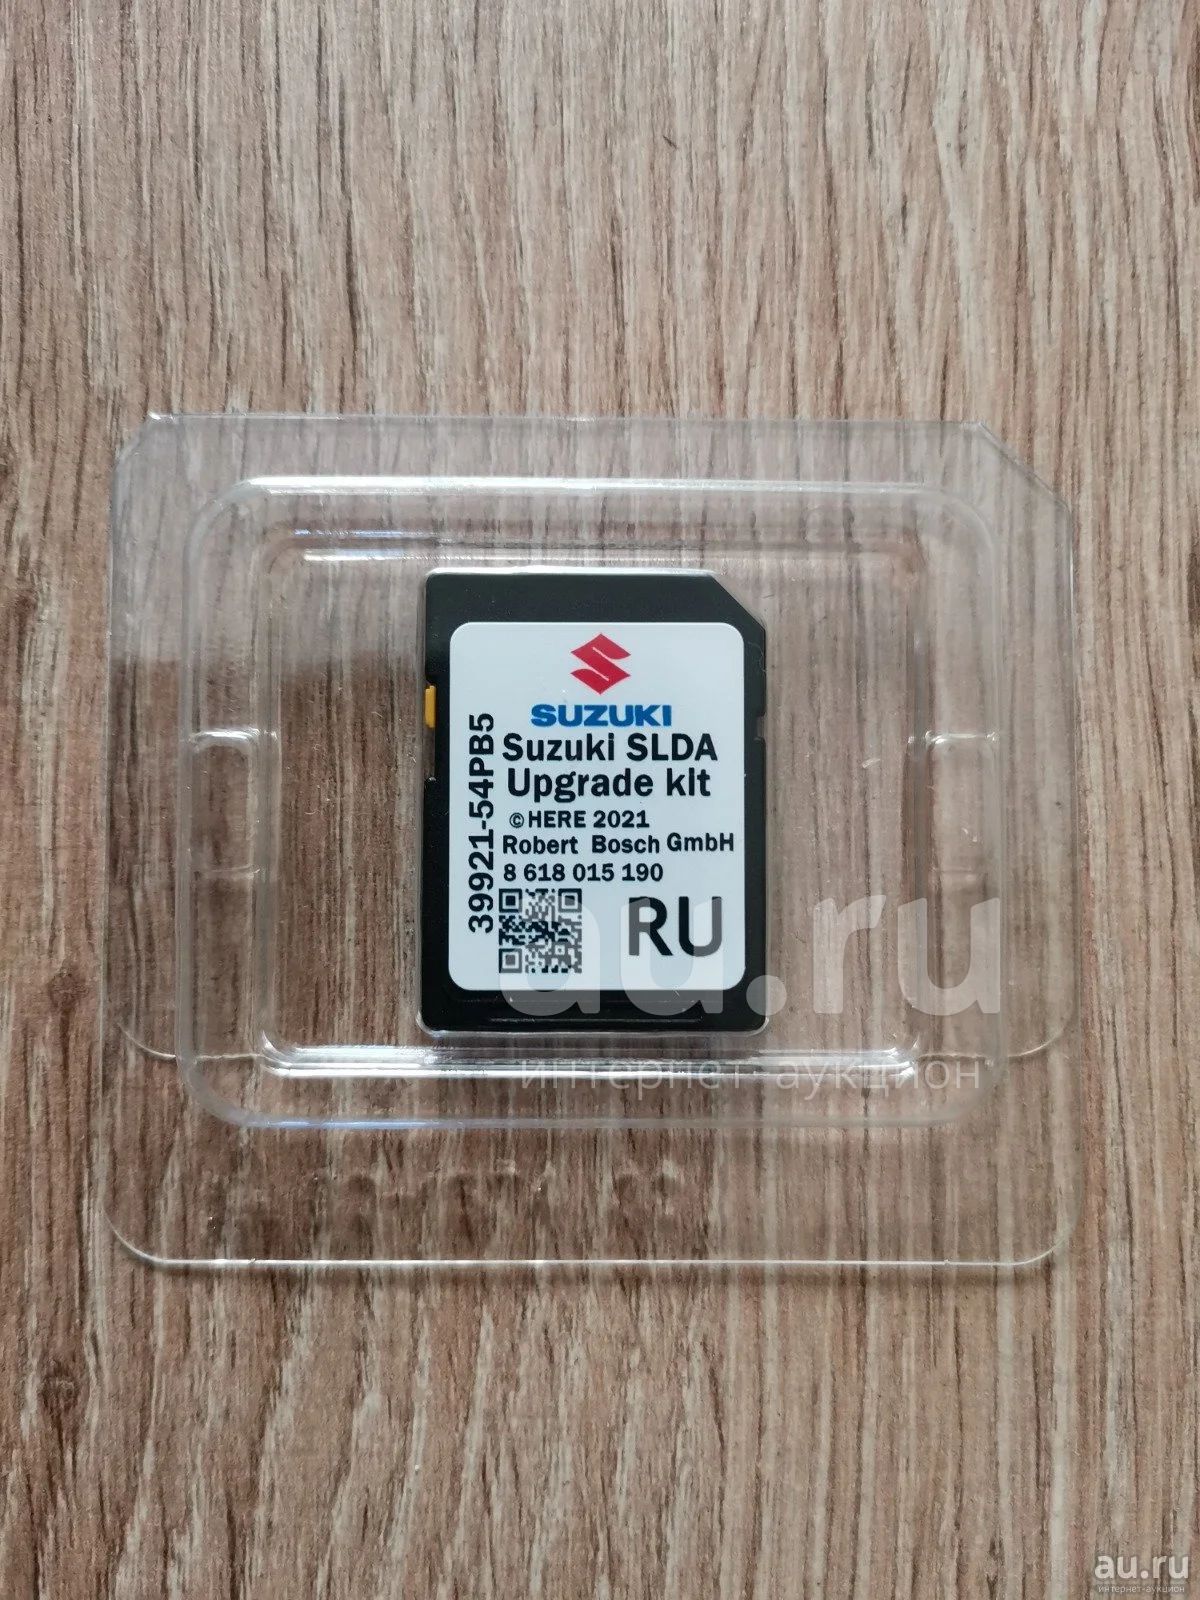 SUZUKI
Suzuki SLDA
Upgrade kit
©HERE 2021
Robert Bosch GmbH
8 618 015 190
RU
39921-54PB5
au.ru
интернет-аукцион
au.ru
интернет-аукцион